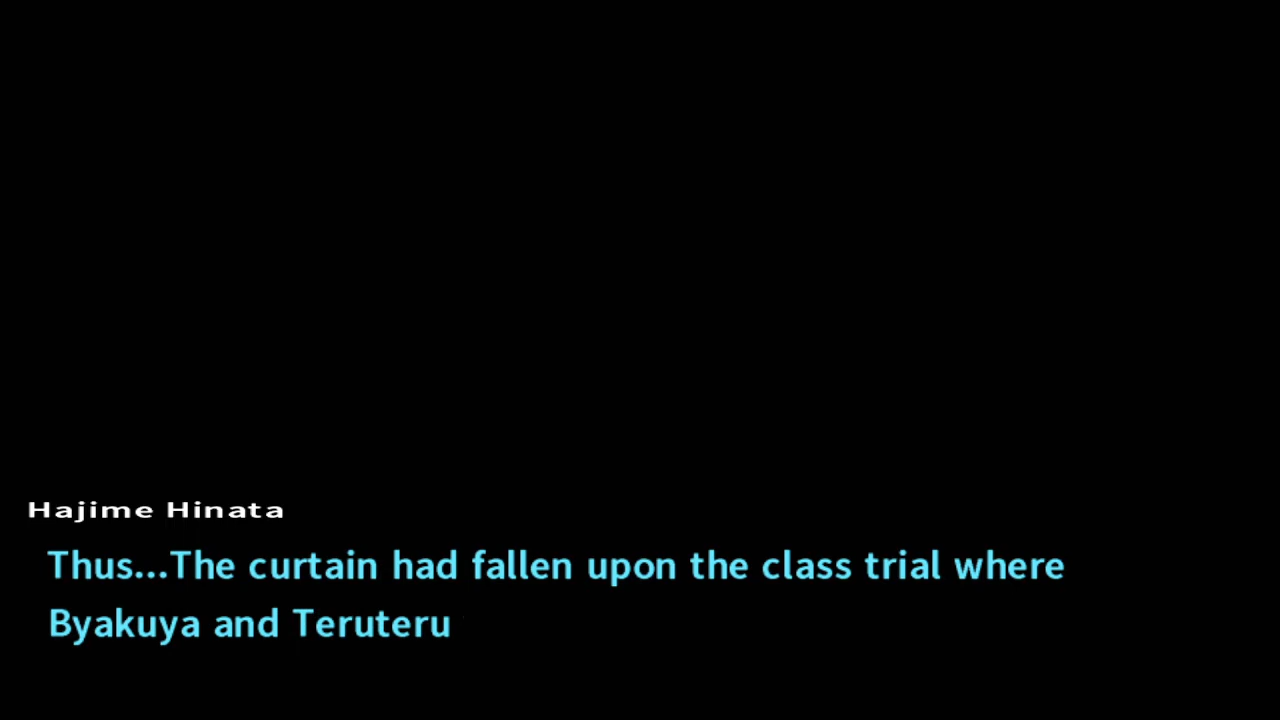 Hajime Hinata
Thus...The curtain had fallen upon the class trial where
Byakuya and Teruteru